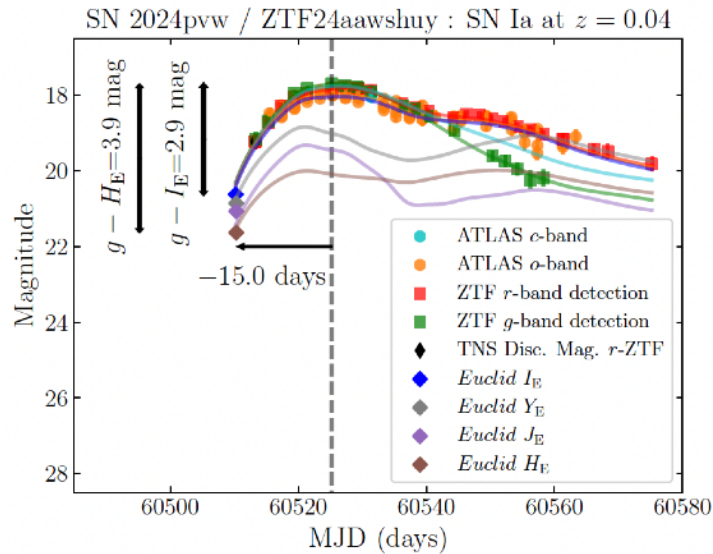 SN 2024pvw / ZTF24aawshuy : SN Ia at z = 0.04
18
20
22
24
26
28
Magnitude
g − H_E=3.9 mag
g − I_E=2.9 mag
−15.0 days
ATLAS c-band
ATLAS o-band
ZTF r-band detection
ZTF g-band detection
TNS Disc. Mag. r-ZTF
Euclid I_E
Euclid Y_E
Euclid J_E
Euclid H_E
60500
60520
60540
60560
60580
MJD (days)